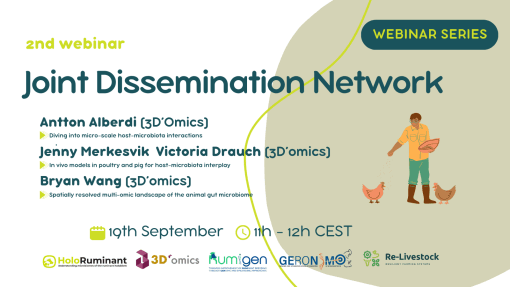 WEBINAR SERIES
2nd webinar
Joint Dissemination Network
Antton Alberdi (3D'Omics)
Diving into micro-scale host-microbiota interactions
Jenny Merkesvik Victoria Drauch (3D'omics)
In vivo models in poultry and pig for host-microbiota interplay
Bryan Wang (3D'omics)
Spatially resolved multi-omic landscape of the animal gut microbiome
19th September 11h - 12h CEST
HoloRuminant 3D'omics Rumigen GERONIMO Re-Livestock